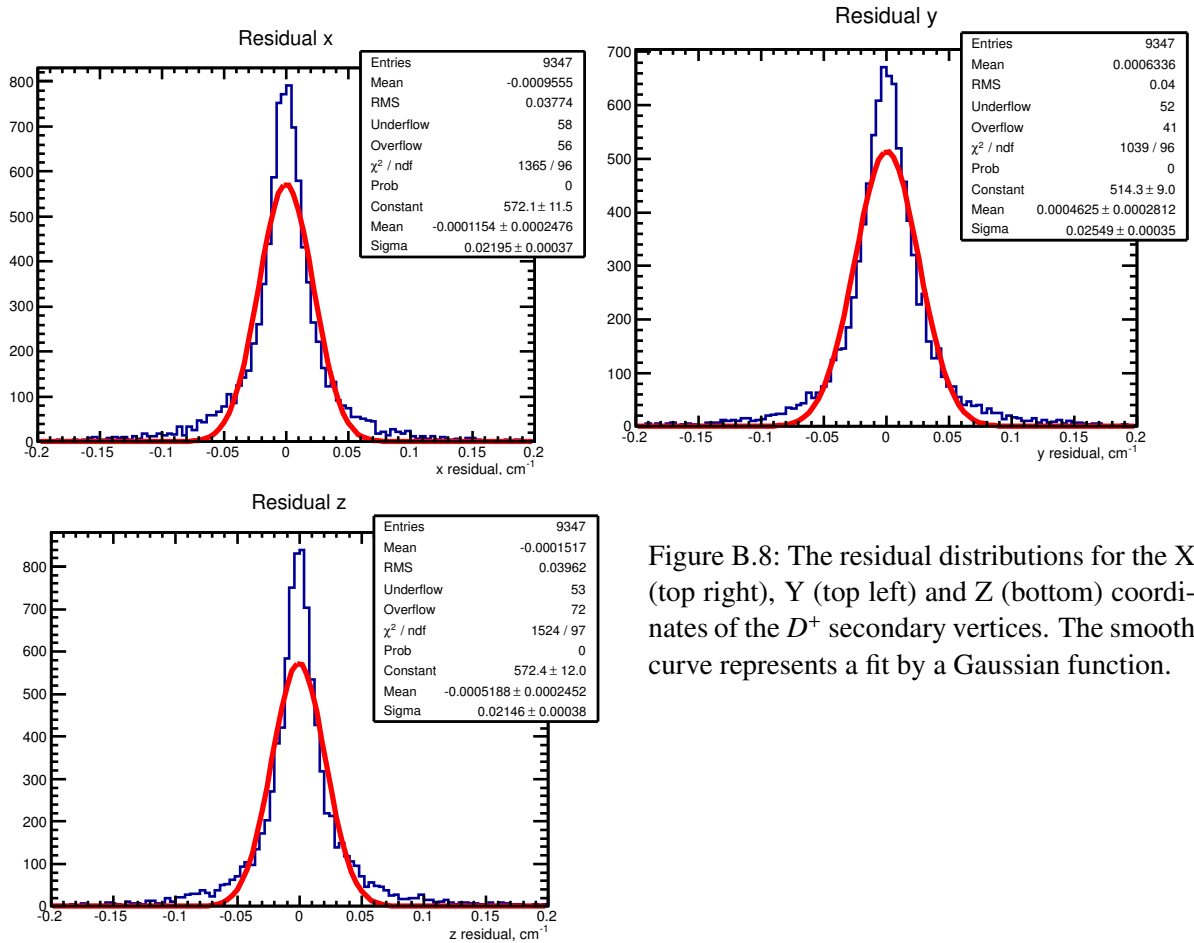 Residual x
Entries 9347
Mean -0.0009555
RMS 0.03774
Underflow 58
Overflow 56
χ² / ndf 1365 / 96
Prob 0
Constant 572.1 ± 11.5
Mean -0.0001154 ± 0.0002476
Sigma 0.02195 ± 0.00037
800
700
600
500
400
300
200
100
0
-0.2 -0.15 -0.1 -0.05 0 0.05 0.1 0.15 0.2
x residual, cm⁻¹
Residual y
Entries 9347
Mean 0.0006336
RMS 0.04
Underflow 52
Overflow 41
χ² / ndf 1039 / 96
Prob 0
Constant 514.3 ± 9.0
Mean 0.0004625 ± 0.0002812
Sigma 0.02549 ± 0.00035
700
600
500
400
300
200
100
0
-0.2 -0.15 -0.1 -0.05 0 0.05 0.1 0.15 0.2
y residual, cm⁻¹
Residual z
Entries 9347
Mean -0.0001517
RMS 0.03962
Underflow 53
Overflow 72
χ² / ndf 1524 / 97
Prob 0
Constant 572.4 ± 12.0
Mean -0.0005188 ± 0.0002452
Sigma 0.02146 ± 0.00038
800
700
600
500
400
300
200
100
0
-0.2 -0.15 -0.1 -0.05 0 0.05 0.1 0.15 0.2
z residual, cm⁻¹
Figure B.8: The residual distributions for the X
(top right), Y (top left) and Z (bottom) coordi-
nates of the D⁺ secondary vertices. The smooth
curve represents a fit by a Gaussian function.